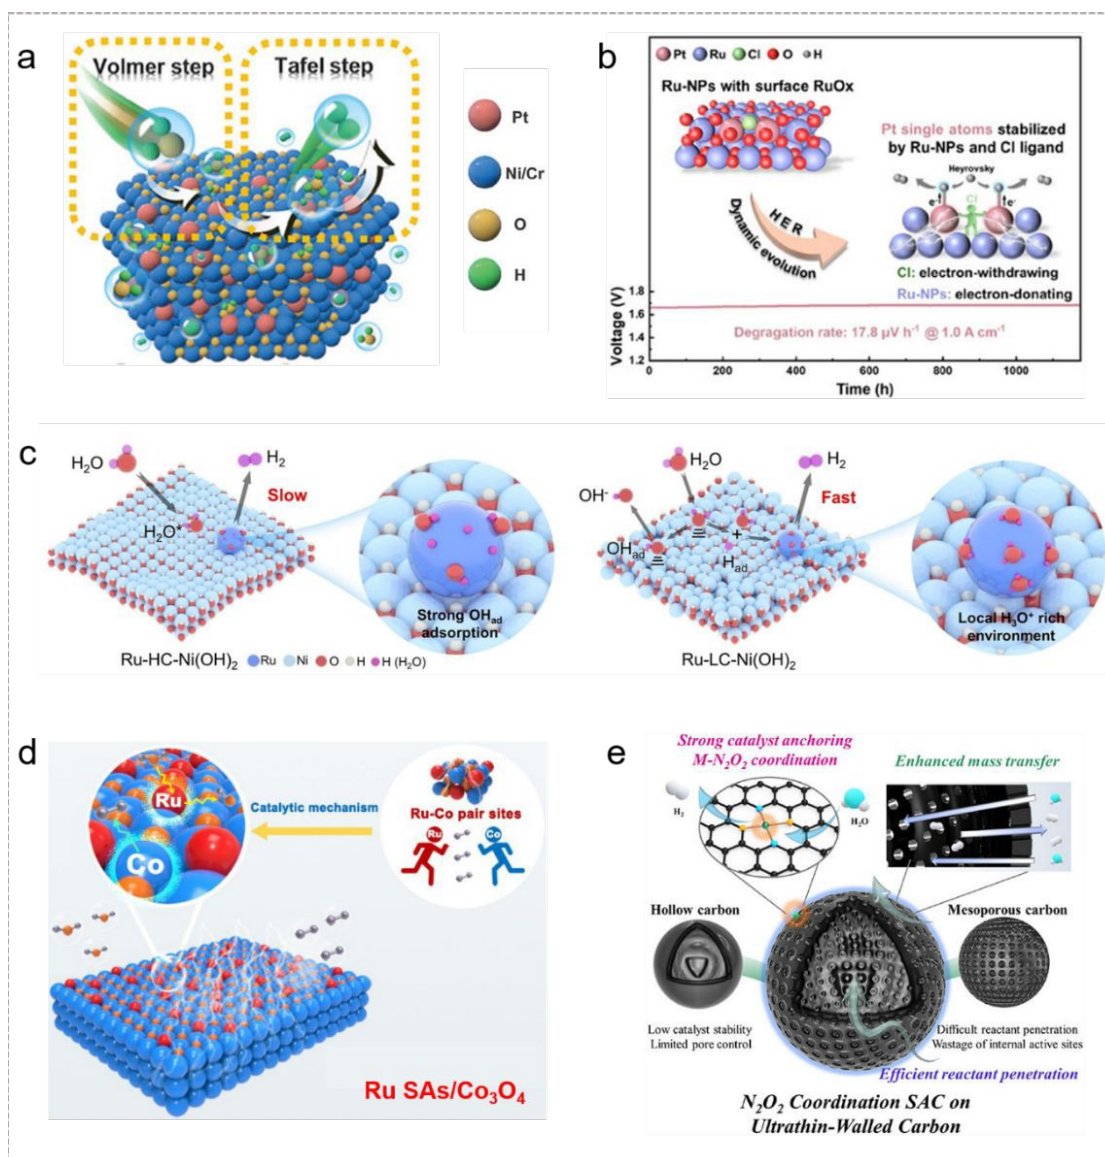 a
Volmer step
Tafel step
Pt
Ni/Cr
O
H
b
Pt Ru Cl O H
Ru-NPs with surface RuOx
Pt single atoms stabilized
by Ru-NPs and Cl ligand
Heyrovsky
e⁻ Cl e⁻
HER
Dynamic evolution
Cl: electron-withdrawing
Ru-NPs: electron-donating
Degragation rate: 17.8 μV h⁻¹ @ 1.0 A cm⁻¹
Voltage (V)
1.8
1.6
1.4
1.2
0 200 400 600 800 1000
Time (h)
c
H₂O
H₂
Slow
H₂O*
Strong OHad
adsorption
Ru-HC-Ni(OH)₂
Ru Ni O H H (H₂O)
H₂O
H₂
OH⁻
Fast
OHad
+
Had
Local H₃O⁺ rich
environment
Ru-LC-Ni(OH)₂
d
Ru
Co
Catalytic mechanism
Ru-Co pair sites
Ru
Co
Ru SAs/Co₃O₄
e
Strong catalyst anchoring
M-N₂O₂ coordination
Enhanced mass transfer
H₂
H₂O
Hollow carbon
Mesoporous carbon
Low catalyst stability
Limited pore control
Difficult reactant penetration
Wastage of internal active sites
Efficient reactant penetration
N₂O₂ Coordination SAC on
Ultrathin-Walled Carbon